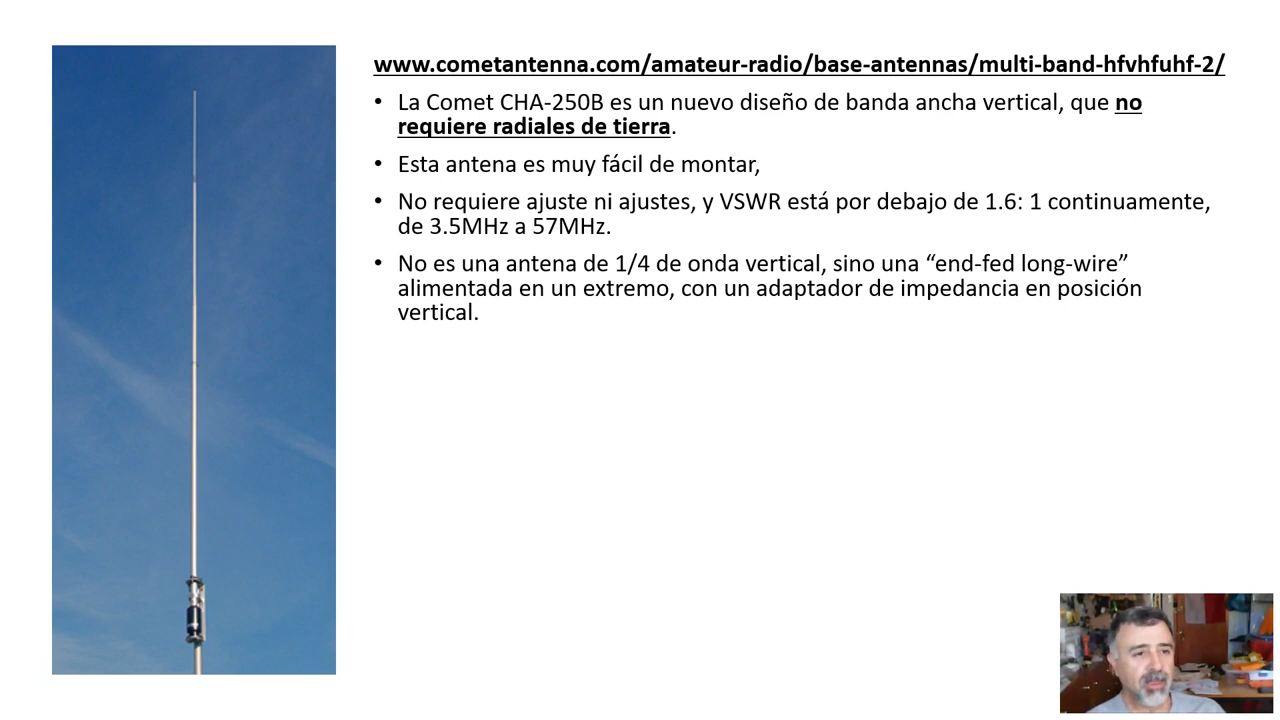 www.cometantenna.com/amateur-radio/base-antennas/multi-band-hfvhfuhf-2/
• La Comet CHA-250B es un nuevo diseño de banda ancha vertical, que no
requiere radiales de tierra.
• Esta antena es muy fácil de montar,
• No requiere ajuste ni ajustes, y VSWR está por debajo de 1.6: 1 continuamente,
de 3.5MHz a 57MHz.
• No es una antena de 1/4 de onda vertical, sino una “end-fed long-wire”
alimentada en un extremo, con un adaptador de impedancia en posición
vertical.